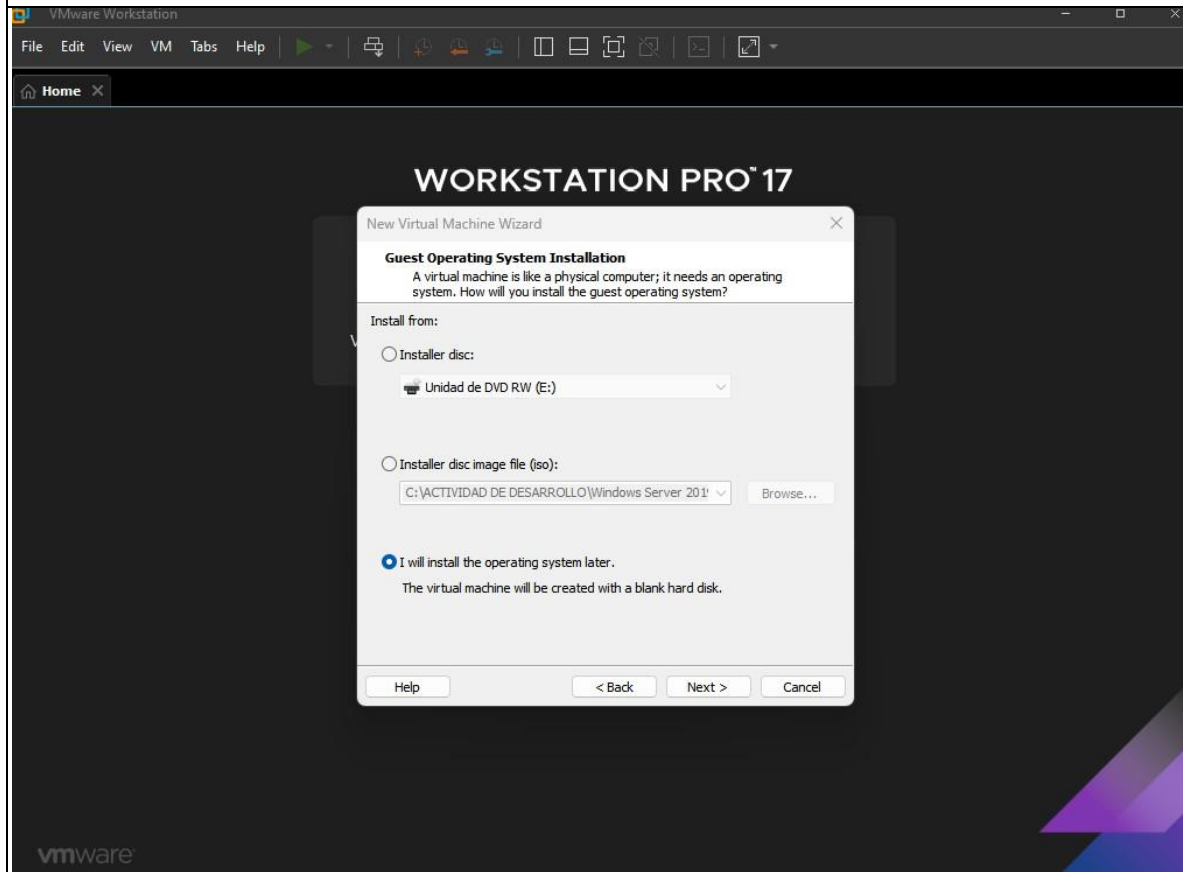 VMware Workstation
File Edit View VM Tabs Help
Home
WORKSTATION PRO™ 17
New Virtual Machine Wizard
Guest Operating System Installation
A virtual machine is like a physical computer; it needs an operating
system. How will you install the guest operating system?
Install from:
Installer disc:
Unidad de DVD RW (E:)
Installer disc image file (iso):
C:\ACTIVIDAD DE DESARROLLO\Windows Server 201
Browse...
I will install the operating system later.
The virtual machine will be created with a blank hard disk.
Help < Back Next > Cancel
vmware